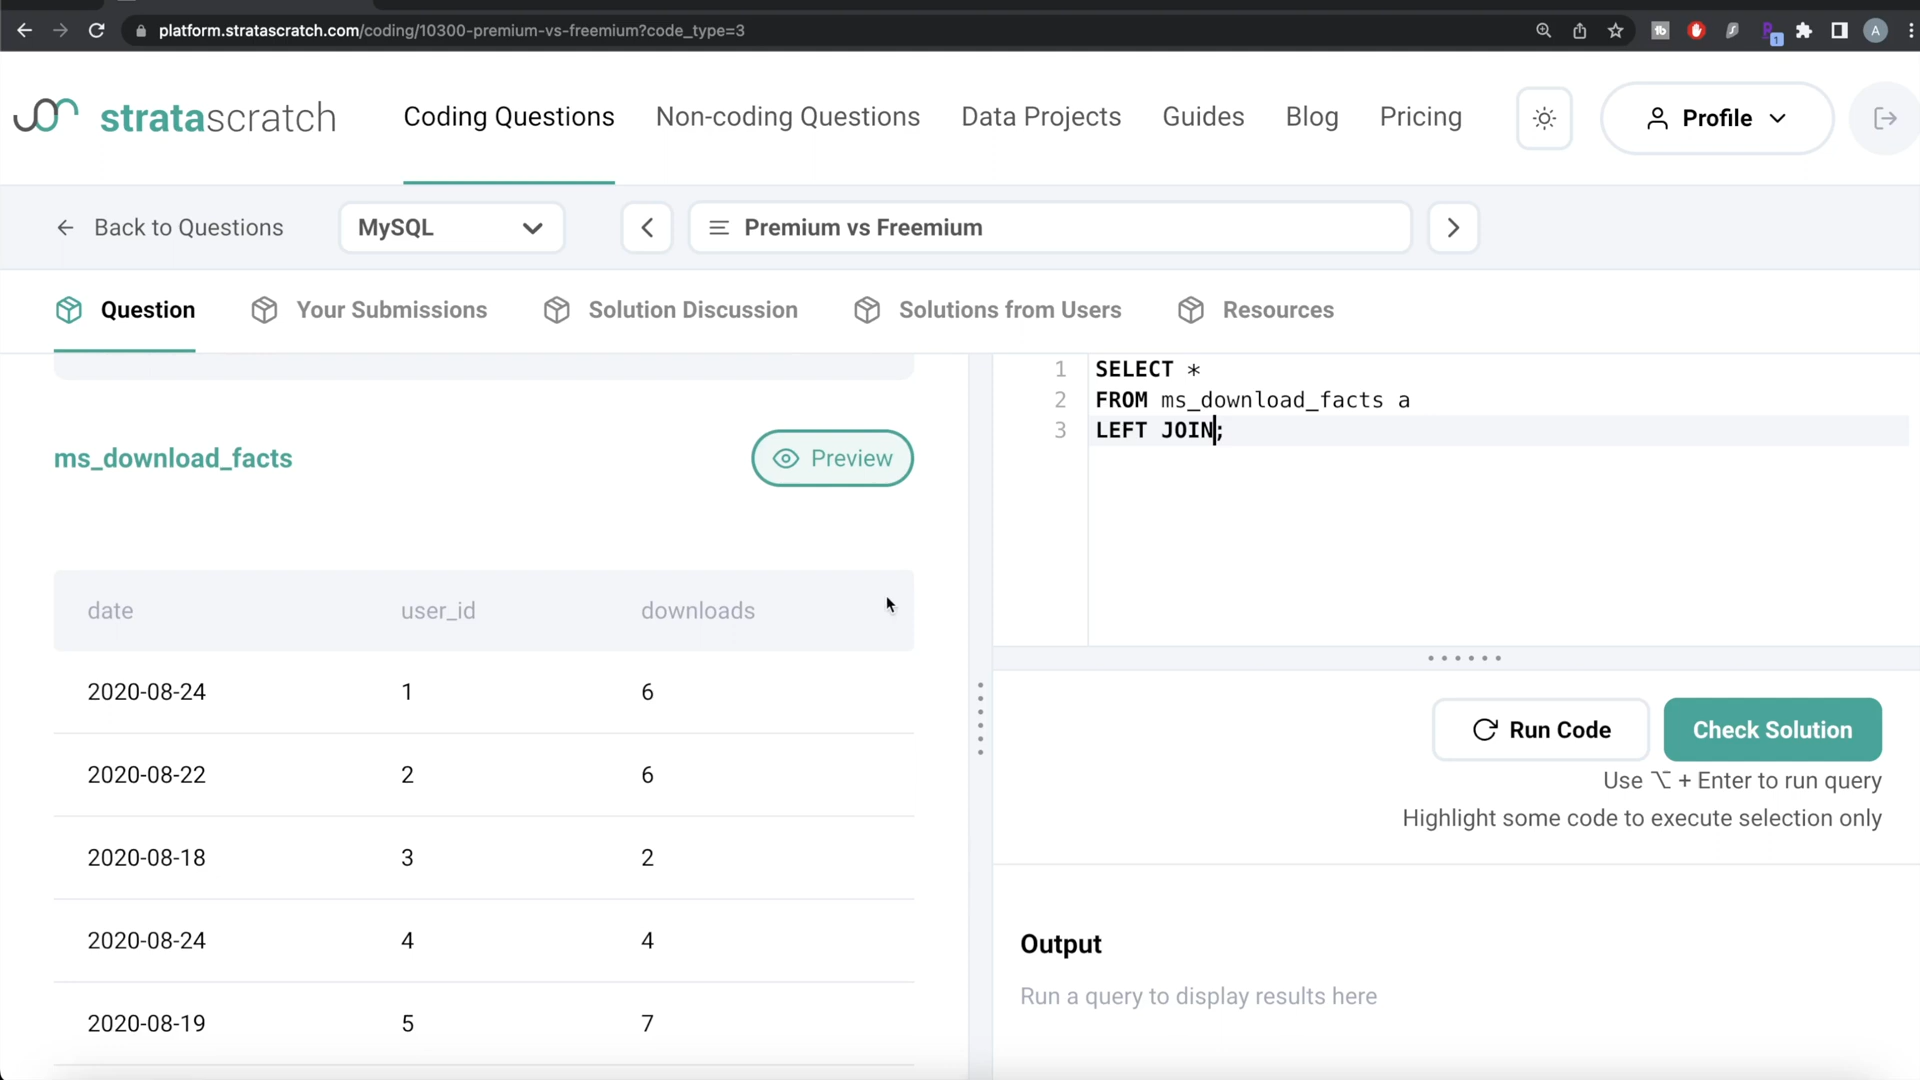 platform.stratascratch.com/coding/10300-premium-vs-freemium?code_type=3
1
A
stratascratch
Coding Questions
Non-coding Questions
Data Projects
Guides
Blog
Pricing
Profile
Back to Questions
MySQL
Premium vs Freemium
Question
Your Submissions
Solution Discussion
Solutions from Users
Resources
ms_download_facts
Preview
date user_id downloads
2020-08-24 1 6
2020-08-22 2 6
2020-08-18 3 2
2020-08-24 4 4
2020-08-19 5 7
1 SELECT *
2 FROM ms_download_facts a
3 LEFT JOIN;
Run Code
Check Solution
Use ⌥ + Enter to run query
Highlight some code to execute selection only
Output
Run a query to display results here